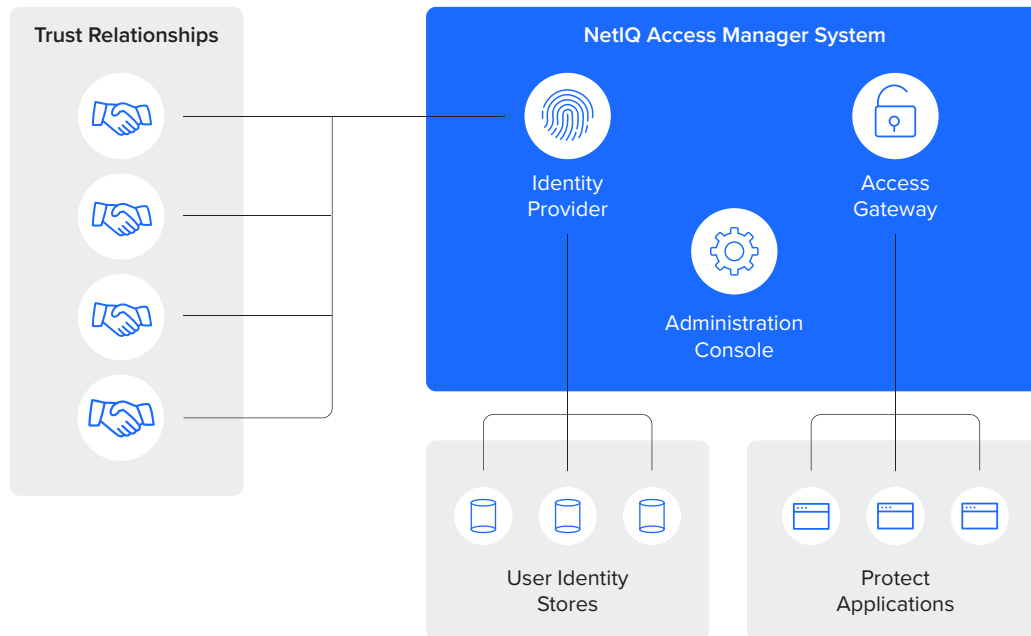 Trust Relationships
NetIQ Access Manager System
Identity
Provider
Access
Gateway
Administration
Console
User Identity
Stores
Protect
Applications